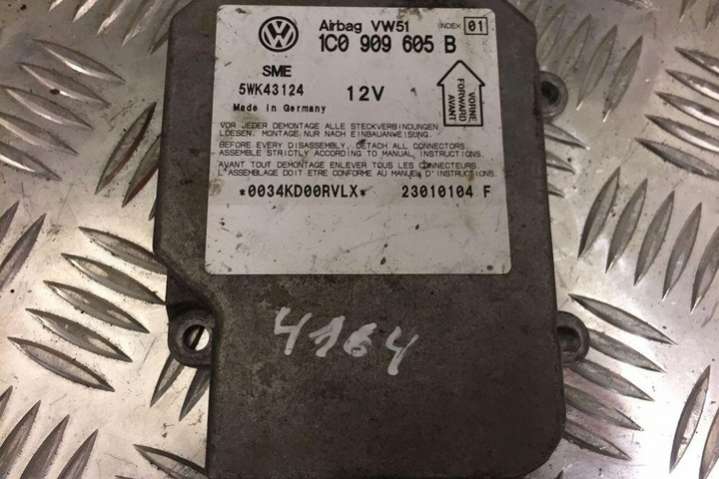 Airbag VW51 INDEX 01
1C0 909 605 B
SME
5WK43124 12V
Made in Germany
VORNE
FORWARD
AVANT
VOR JEDER DEMONTAGE ALLE STECKVERBINDUNGEN
LOESEN. MONTAGE NUR NACH EINBAUANWEISUNG.
BEFORE EVERY DISASSEMBLY, DETACH ALL CONNECTORS.
ASSEMBLE STRICTLY ACCORDING TO MANUAL INSTRUCTIONS.
AVANT TOUT DEMONTAGE ENLEVER TOUS LES CONNECTEURS.
L'ASSEMBLAGE DOIT ETRE CONFORME AU MANUEL D'INSTRUCTIONS
*0034KD00RVLX* 23010104 F
4164